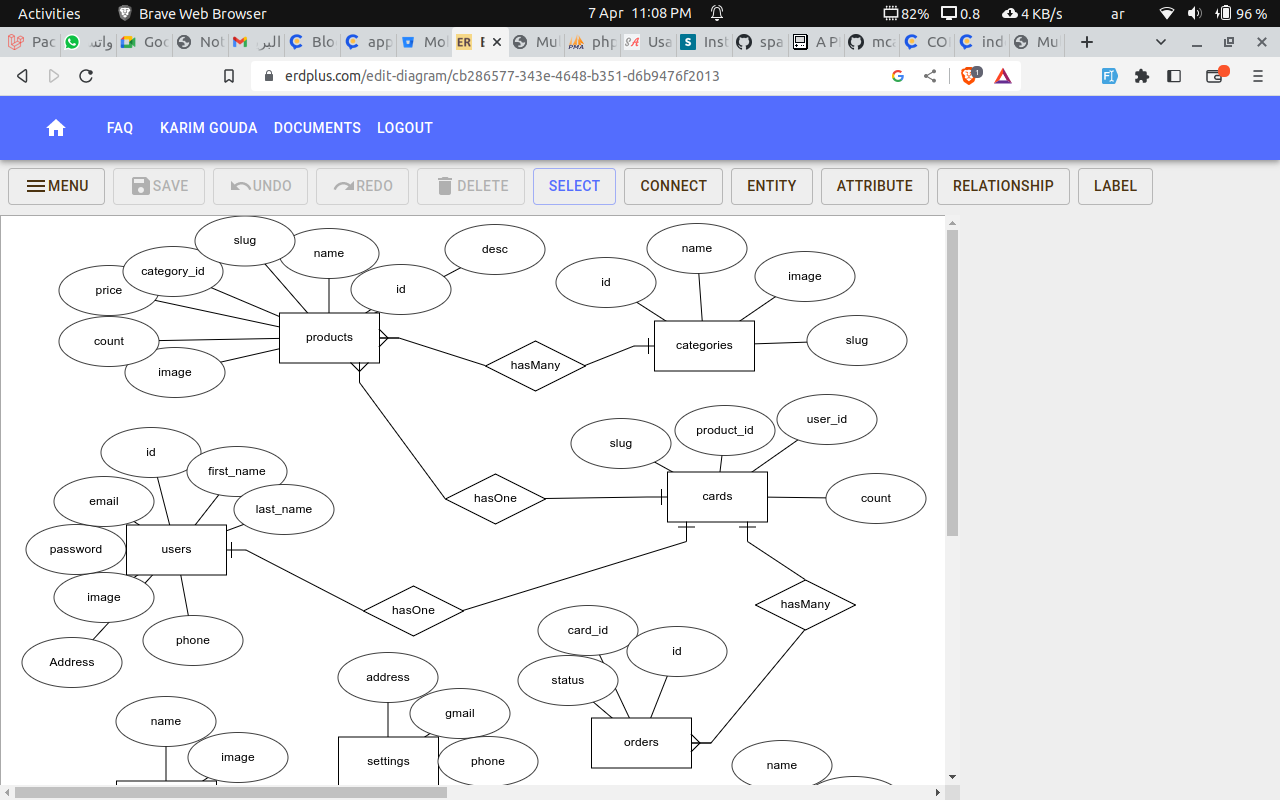 Activities Brave Web Browser 7 Apr 11:08 PM 82% 0.8 4 KB/s ar 96 %
Pac واتس Goo Not البر Blo app Mo ER E Mu php Usa Inst spa A P mca CO ind Mu
erdplus.com/edit-diagram/cb286577-343e-4648-b351-d6b9476f2013
FAQ KARIM GOUDA DOCUMENTS LOGOUT
MENU SAVE UNDO REDO DELETE SELECT CONNECT ENTITY ATTRIBUTE RELATIONSHIP LABEL
slug
name
desc
category_id
price
id
count
image
products
hasMany
id
name
image
slug
categories
hasOne
slug
product_id
user_id
count
cards
id
first_name
email
last_name
password
users
image
phone
Address
hasOne
hasMany
card_id
id
status
orders
address
gmail
phone
settings
name
image
name